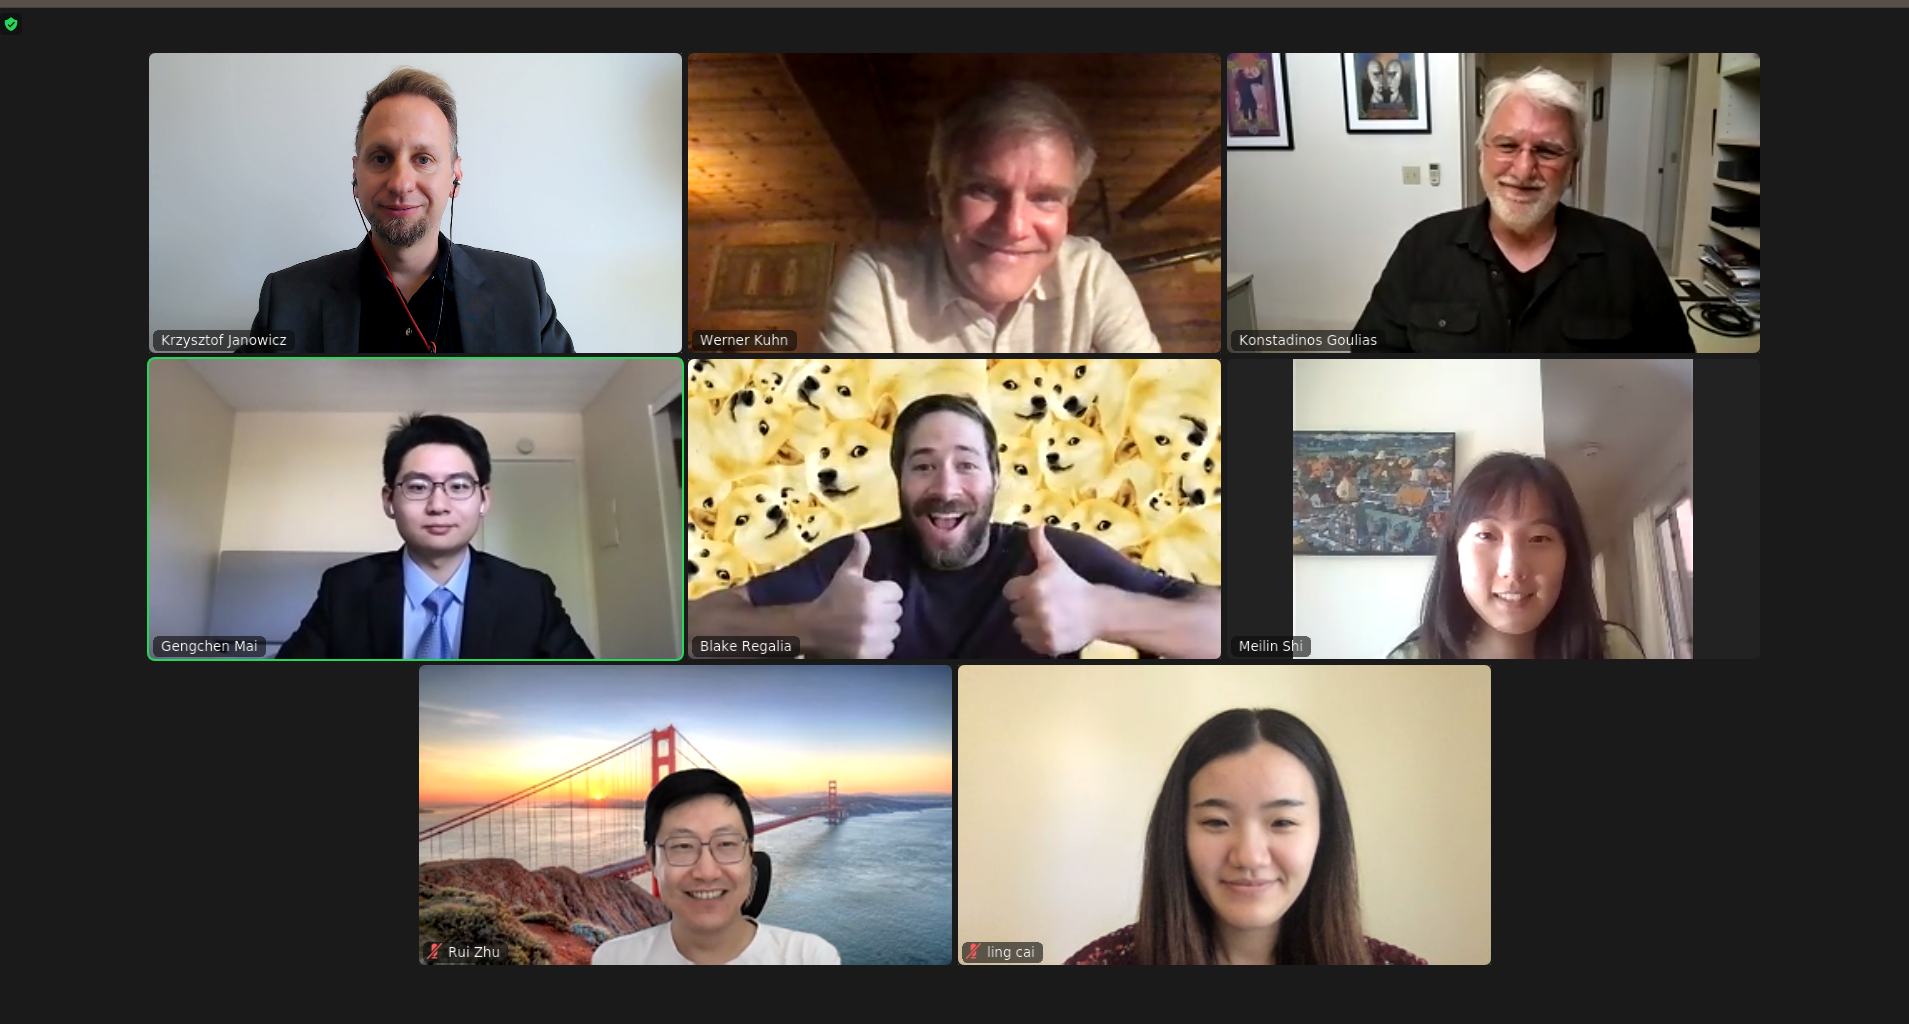 Krzysztof Janowicz
Werner Kuhn
Konstadinos Goulias
Gengchen Mai
Blake Regalia
Meilin Shi
Rui Zhu
ling cai